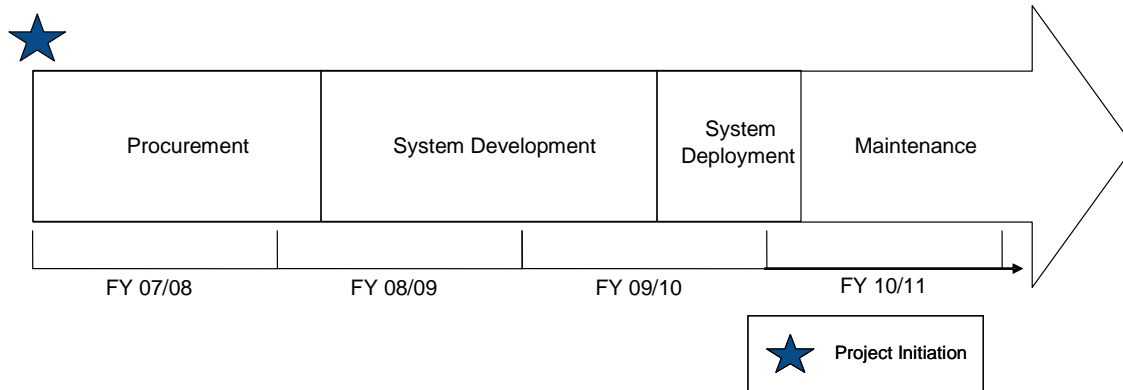 Procurement
System Development
System
Deployment
Maintenance
FY 07/08
FY 08/09
FY 09/10
FY 10/11
Project Initiation